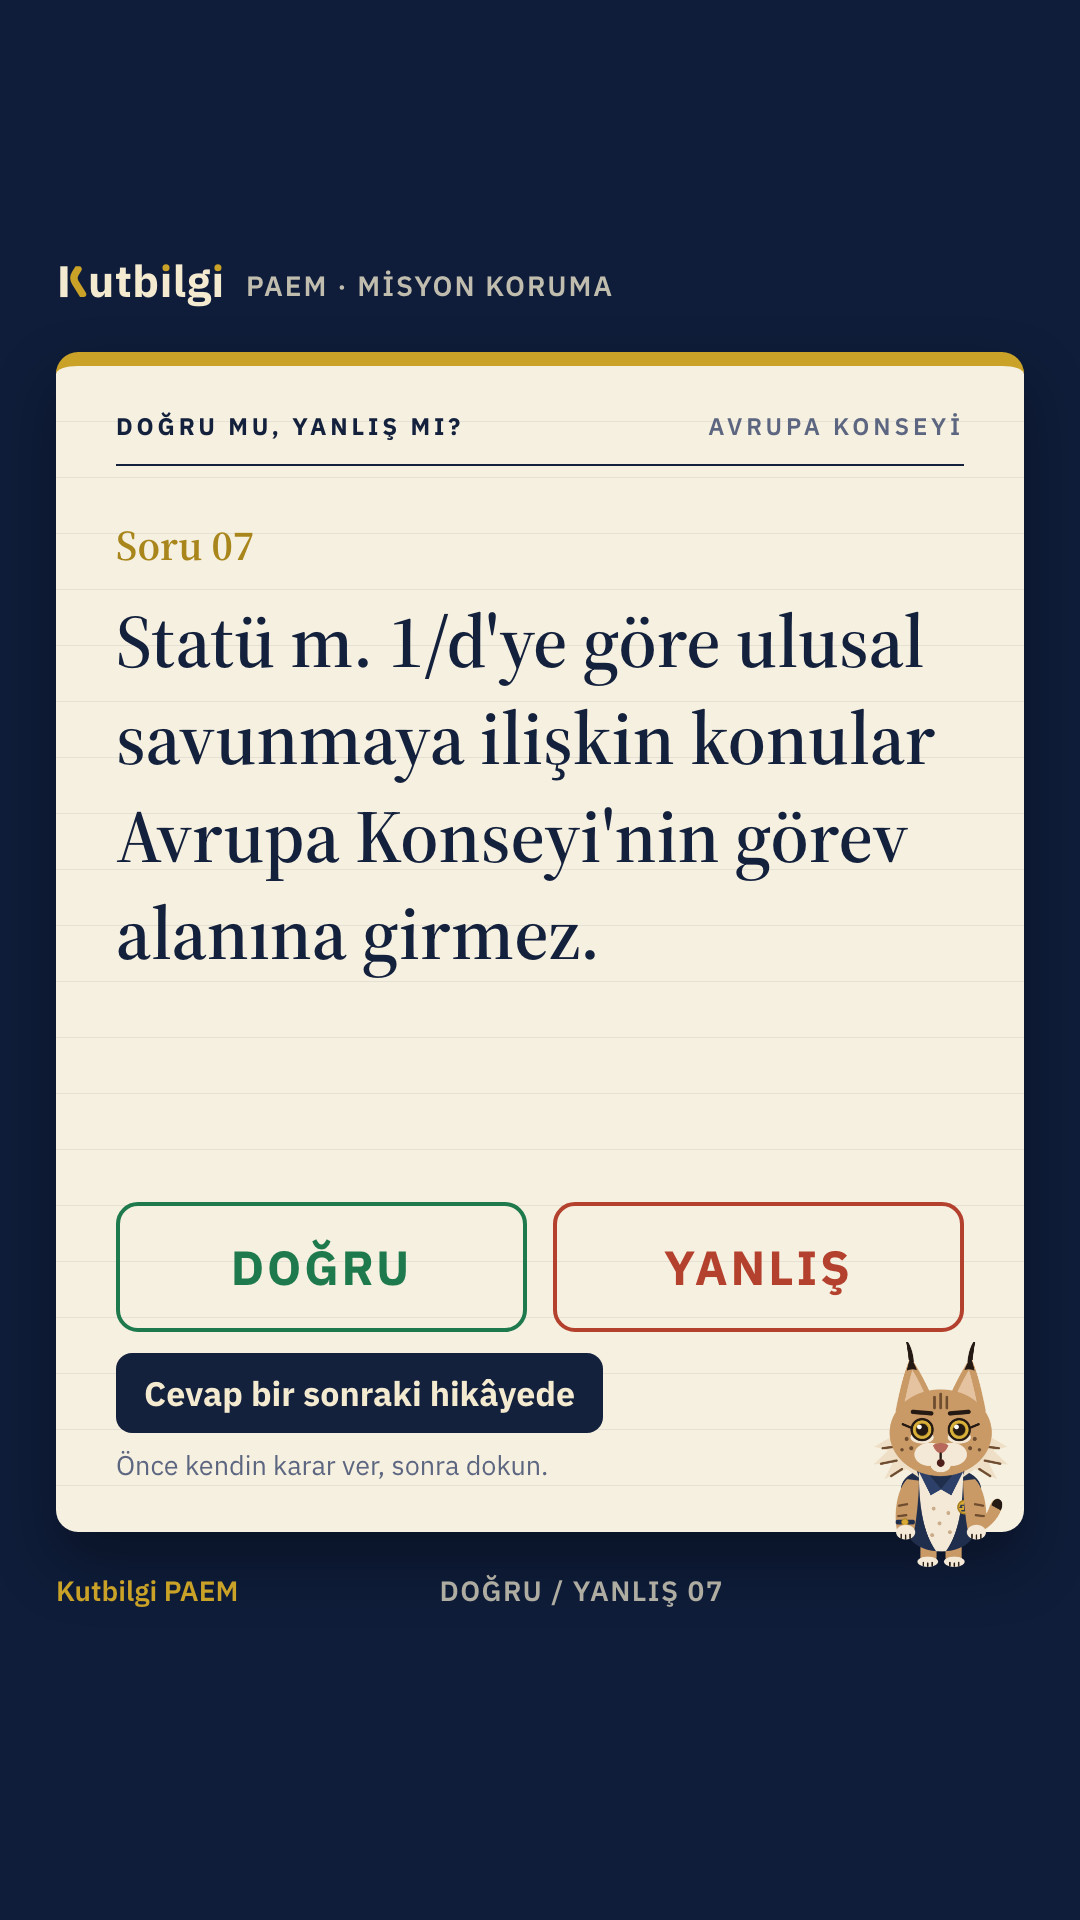 Kutbilgi PAEM · MİSYON KORUMA
DOĞRU MU, YANLIŞ MI? AVRUPA KONSEYİ
Soru 07
Statü m. 1/d'ye göre ulusal
savunmaya ilişkin konular
Avrupa Konseyi'nin görev
alanına girmez.
DOĞRU YANLIŞ
Cevap bir sonraki hikâyede
Önce kendin karar ver, sonra dokun.
Kutbilgi PAEM DOĞRU / YANLIŞ 07